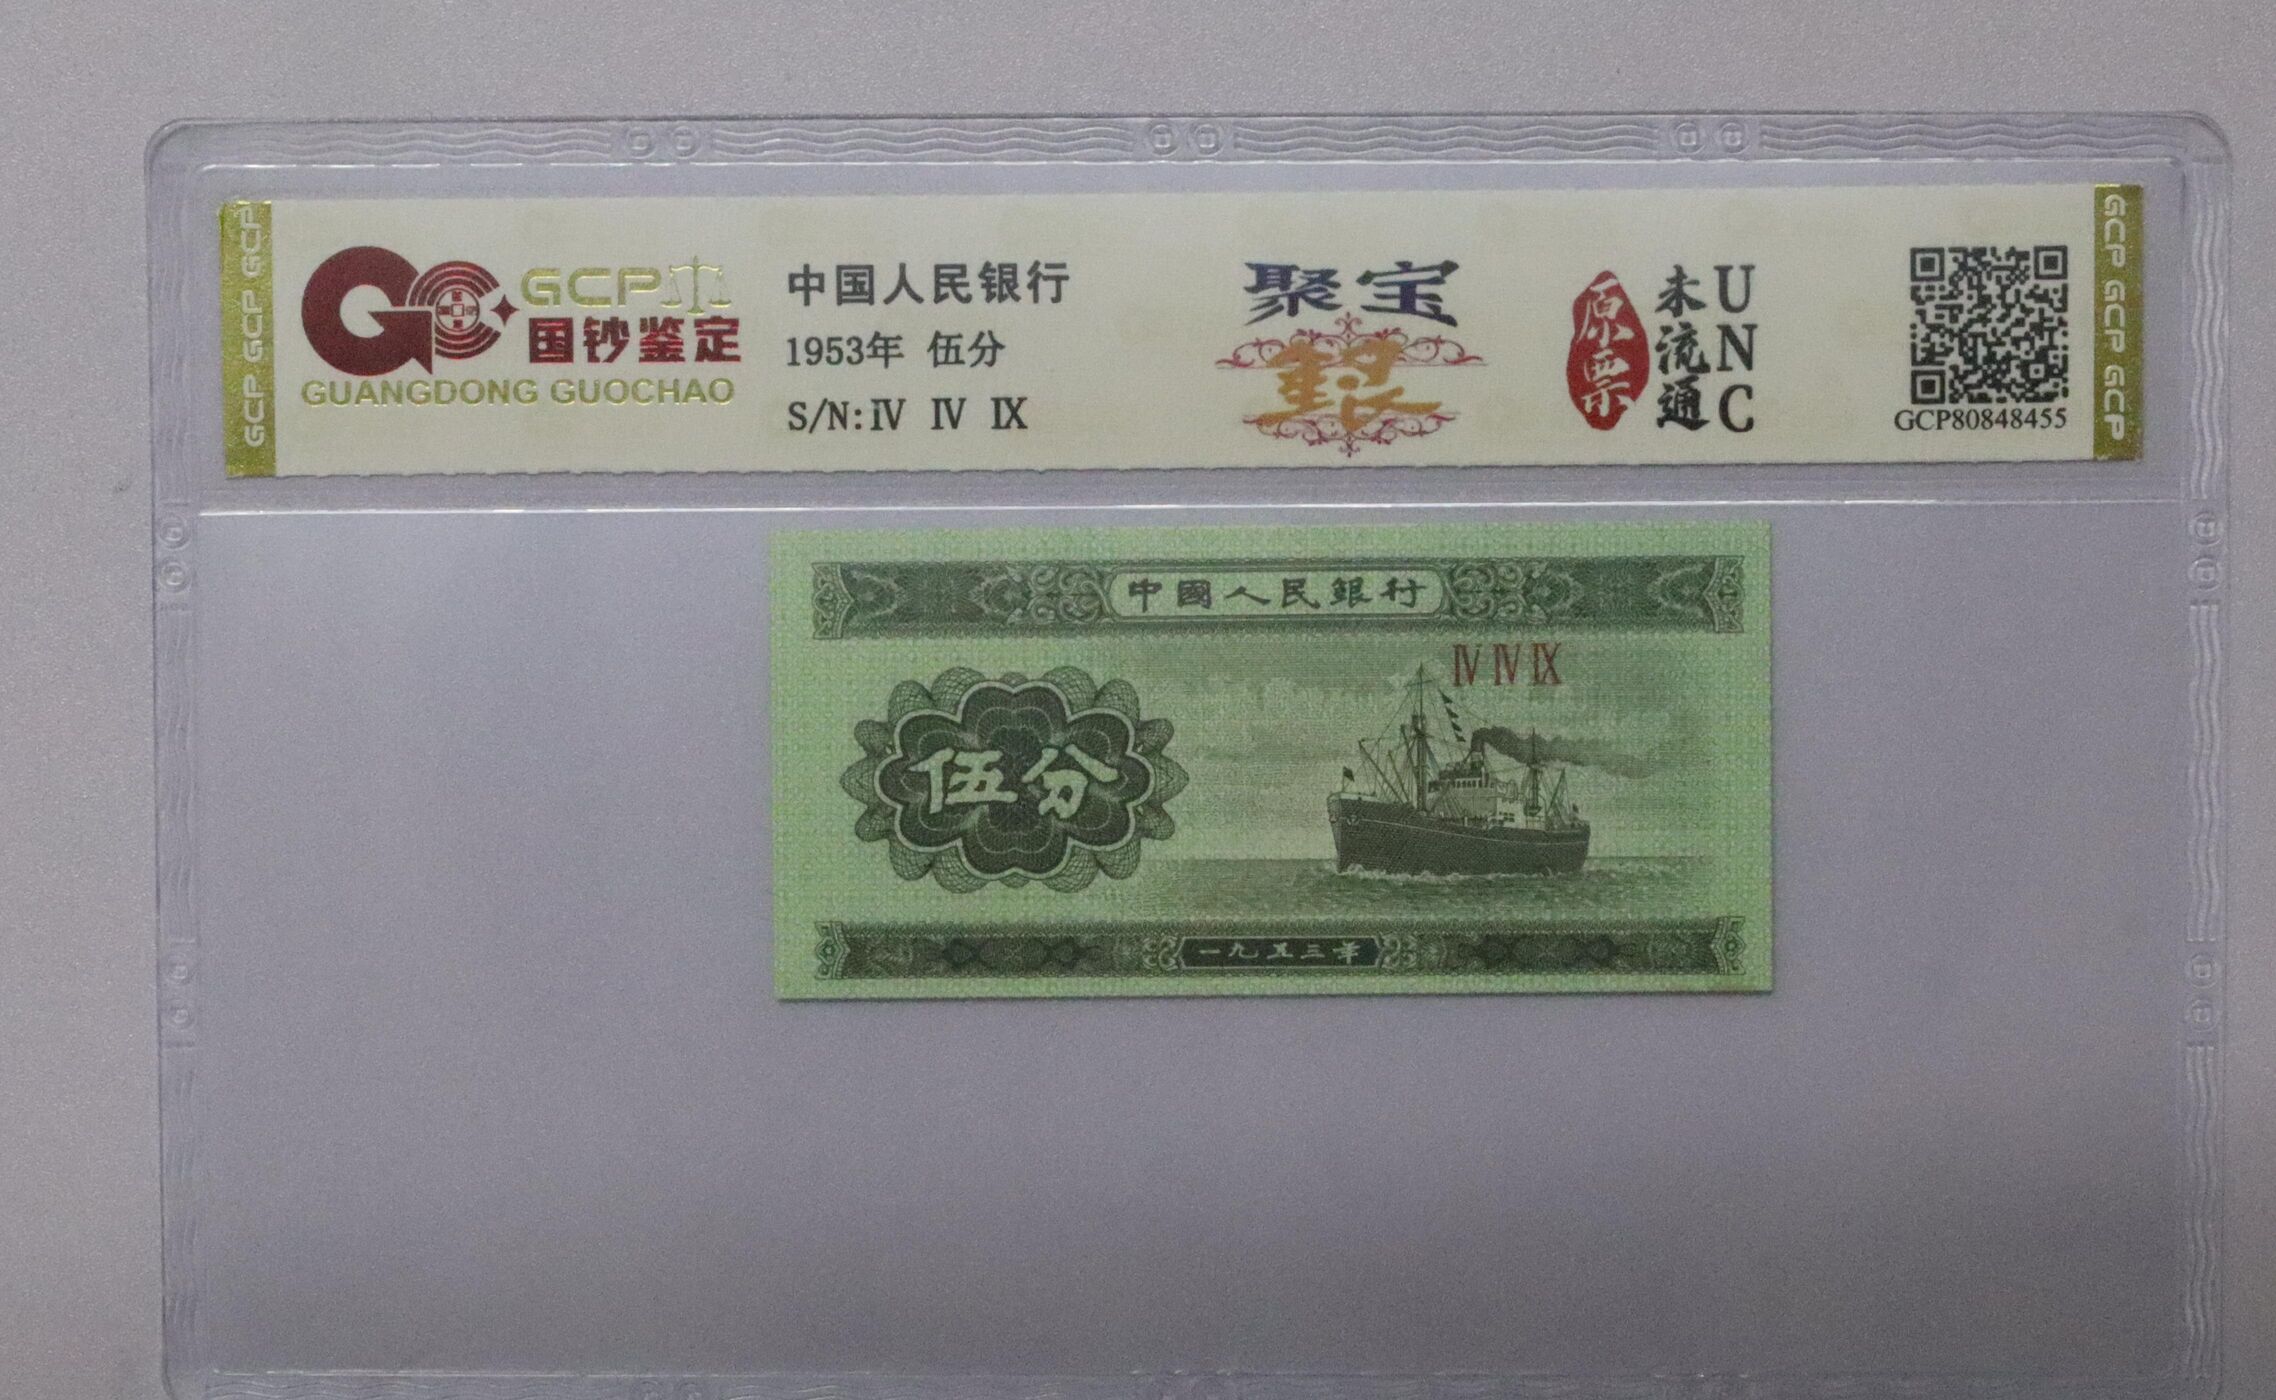 GCP GCP GCP
GCP
国钞鉴定
GUANGDONG GUOCHAO
中国人民银行
1953年 伍分
S/N:Ⅳ Ⅳ Ⅸ
聚宝
原票
未流通
UNC
GCP80848455
GCP GCP GCP
中國人民銀行
Ⅳ Ⅳ Ⅸ
伍分
一九五三年